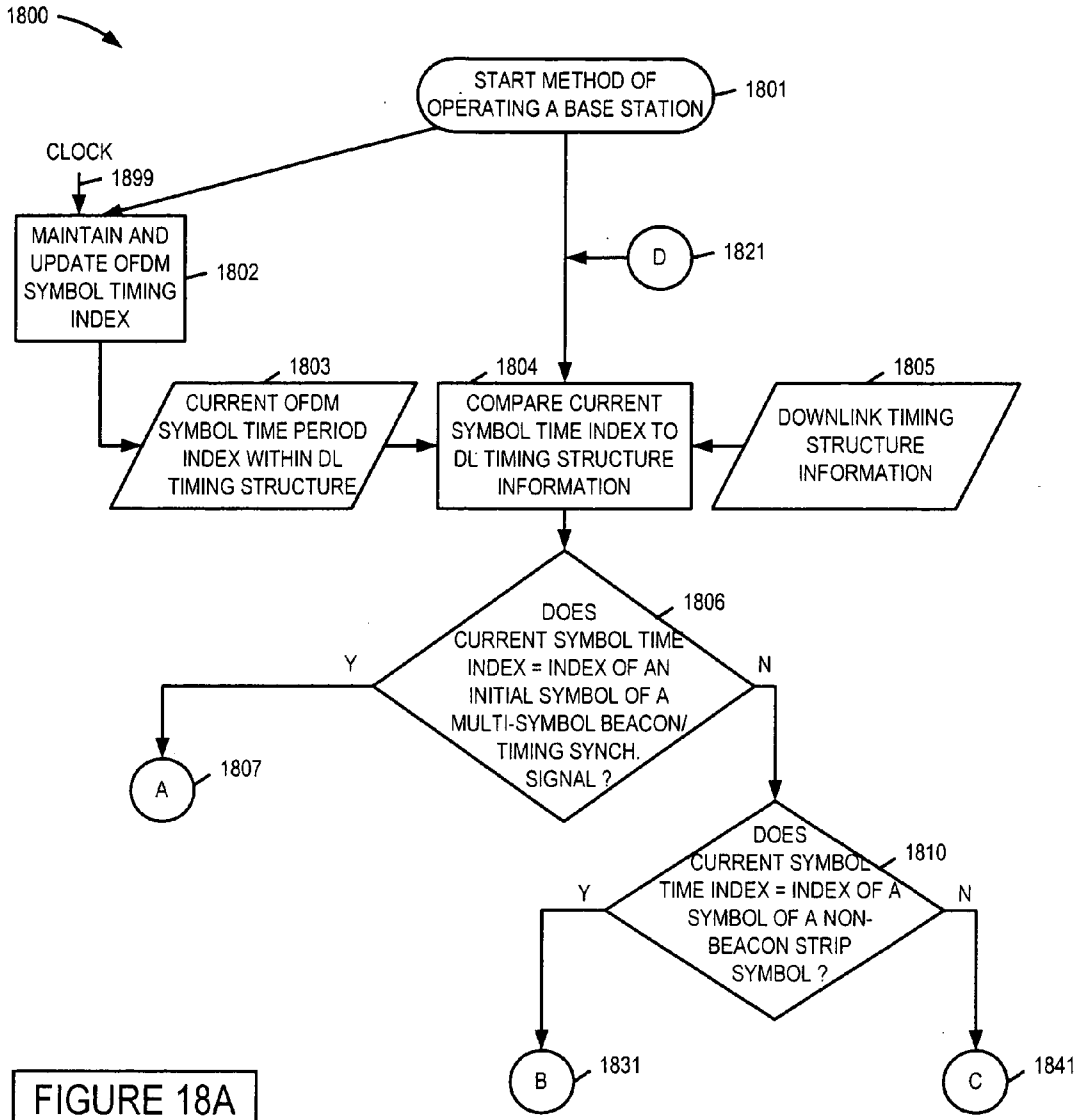 1800
START METHOD OF
OPERATING A BASE STATION
1801
CLOCK
1899
MAINTAIN AND
UPDATE OFDM
SYMBOL TIMING
INDEX
1802
D
1821
1803
CURRENT OFDM
SYMBOL TIME PERIOD
INDEX WITHIN DL
TIMING STRUCTURE
1804
COMPARE CURRENT
SYMBOL TIME INDEX TO
DL TIMING STRUCTURE
INFORMATION
1805
DOWNLINK TIMING
STRUCTURE
INFORMATION
1806
DOES
CURRENT SYMBOL TIME
INDEX = INDEX OF AN
INITIAL SYMBOL OF A
MULTI-SYMBOL BEACON/
TIMING SYNCH.
SIGNAL ?
Y
N
A
1807
1810
DOES
CURRENT SYMBOL
TIME INDEX = INDEX OF A
SYMBOL OF A NON-
BEACON STRIP
SYMBOL ?
Y
N
B
1831
C
1841
FIGURE 18A